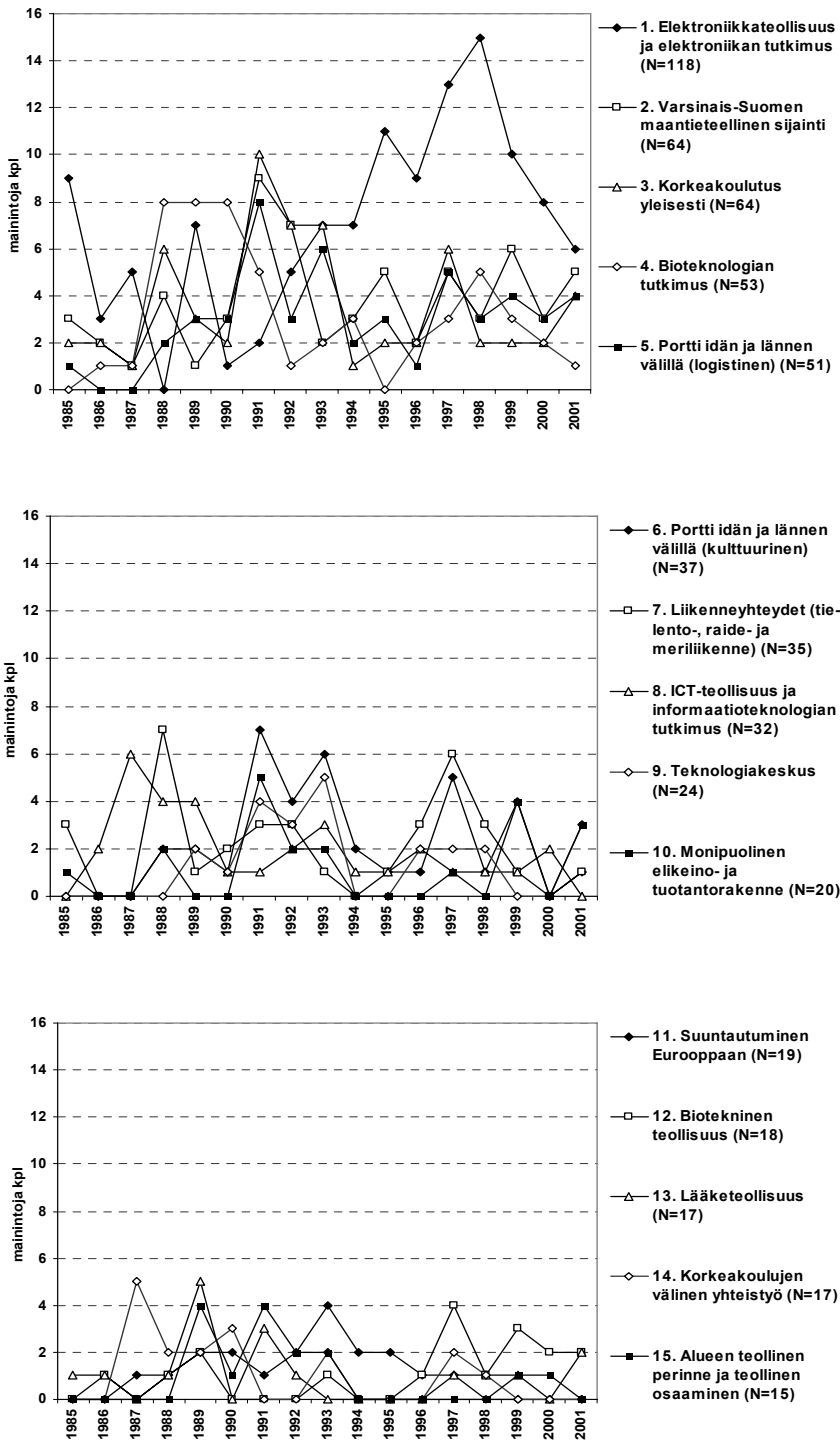 16
14
12
10
8
6
4
2
0
mainintoja kpl
1985
1986
1987
1988
1989
1990
1991
1992
1993
1994
1995
1996
1997
1998
1999
2000
2001
1. Elektroniikkateollisuus
ja elektroniikan tutkimus
(N=118)
2. Varsinais-Suomen
maantieteellinen sijainti
(N=64)
3. Korkeakoulutus
yleisesti (N=64)
4. Bioteknologian
tutkimus (N=53)
5. Portti idän ja lännen
välillä (logistinen) (N=51)
16
14
12
10
8
6
4
2
0
mainintoja kpl
1985
1986
1987
1988
1989
1990
1991
1992
1993
1994
1995
1996
1997
1998
1999
2000
2001
6. Portti idän ja lännen
välillä (kulttuurinen)
(N=37)
7. Liikenneyhteydet (tie-
lento-, raide- ja
meriliikenne) (N=35)
8. ICT-teollisuus ja
informaatioteknologian
tutkimus (N=32)
9. Teknologiakeskus
(N=24)
10. Monipuolinen
elikeino- ja
tuotantorakenne (N=20)
16
14
12
10
8
6
4
2
0
mainintoja kpl
1985
1986
1987
1988
1989
1990
1991
1992
1993
1994
1995
1996
1997
1998
1999
2000
2001
11. Suuntautuminen
Eurooppaan (N=19)
12. Biotekninen
teollisuus (N=18)
13. Lääketeollisuus
(N=17)
14. Korkeakoulujen
välinen yhteistyö (N=17)
15. Alueen teollinen
perinne ja teollinen
osaaminen (N=15)